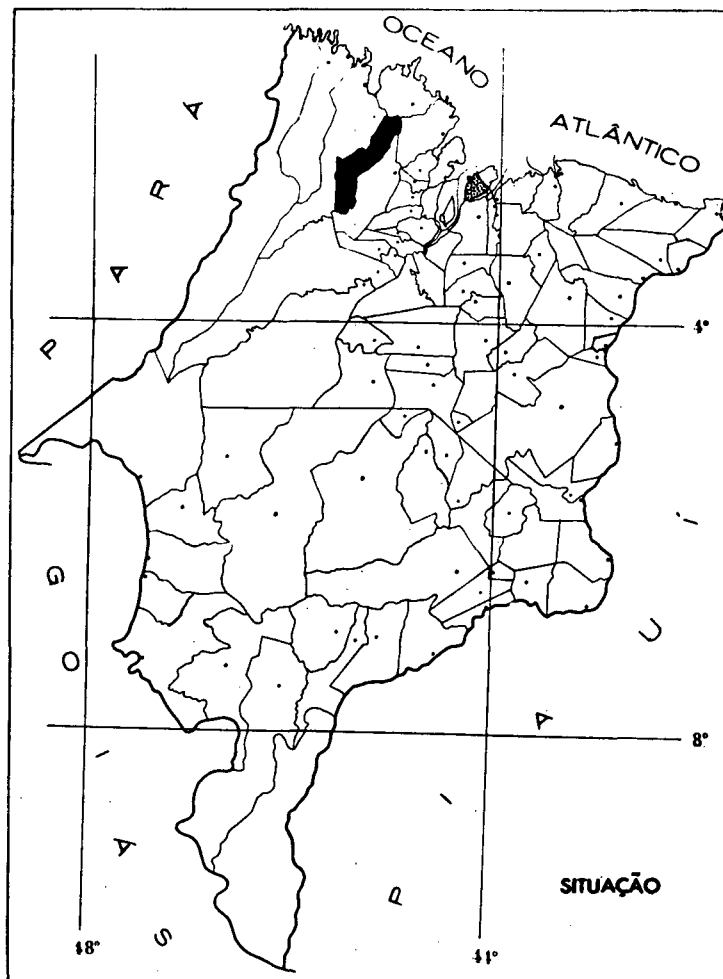 OCEANO
ATLÂNTICO
PARÁ
4°
GOIÁS
PIAUÍ
8°
SITUAÇÃO
48°
44°